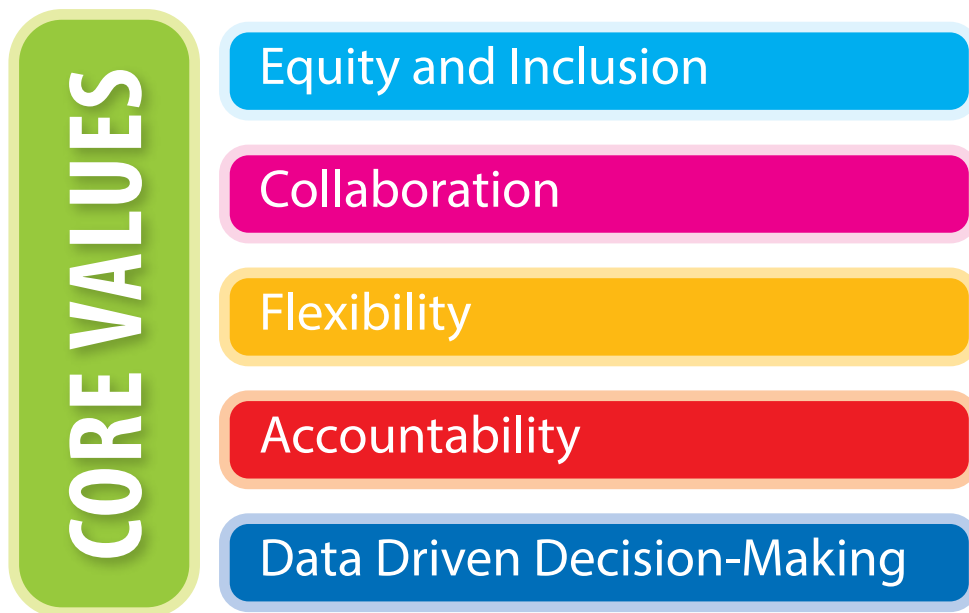 CORE VALUES
Equity and Inclusion
Collaboration
Flexibility
Accountability
Data Driven Decision-Making